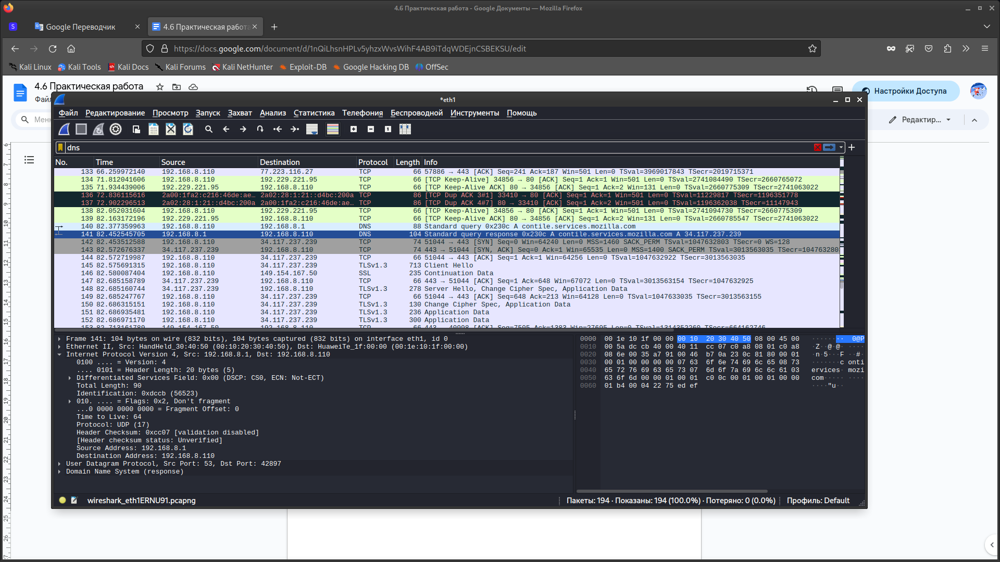 4.6 Практическая работа - Google Документы — Mozilla Firefox
S
Google Переводчик
4.6 Практическая работа
https://docs.google.com/document/d/1nQiLhsnHPLv5yhzxWvsWihF4AB9iTdqWDEjnCSBEKSU/edit
Kali Linux Kali Tools Kali Docs Kali Forums Kali NetHunter Exploit-DB Google Hacking DB OffSec
4.6 Практическая работа
Настройки Доступа
Файл
*eth1
Файл Редактирование Просмотр Запуск Захват Анализ Статистика Телефония Беспроводной Инструменты Помощь
Меню
Редактир...
dns
No. Time Source Destination Protocol Length Info
133 66.259972140 192.168.8.110 77.223.116.27 TCP 66 57886 → 443 [ACK] Seq=241 Ack=187 Win=501 Len=0 TSval=3969017843 TSecr=2019715371
134 71.812041606 192.168.8.110 192.229.221.95 TCP 66 [TCP Keep-Alive] 34856 → 80 [ACK] Seq=1 Ack=1 Win=501 Len=0 TSval=2741084490 TSecr=2660765072
135 71.934439006 192.229.221.95 192.168.8.110 TCP 66 [TCP Keep-Alive ACK] 80 → 34856 [ACK] Seq=1 Ack=2 Win=131 Len=0 TSval=2660775309 TSecr=2741063022
136 72.836115616 2a00:1fa2:c216:46de:ae… 2a02:28:1:21::d4bc:200a TCP 86 [TCP Dup ACK 3#1] 33410 → 80 [ACK] Seq=1 Ack=1 Win=501 Len=0 TSval=11229817 TSecr=1196351778
137 72.902296513 2a02:28:1:21::d4bc:200a 2a00:1fa2:c216:46de:ae… TCP 86 [TCP Dup ACK 4#7] 80 → 33410 [ACK] Seq=1 Ack=2 Win=501 Len=0 TSval=1196362038 TSecr=11147943
138 82.052031604 192.168.8.110 192.229.221.95 TCP 66 [TCP Keep-Alive] 34856 → 80 [ACK] Seq=1 Ack=1 Win=501 Len=0 TSval=2741094730 TSecr=2660775309
139 82.163172196 192.229.221.95 192.168.8.110 TCP 66 [TCP Keep-Alive ACK] 80 → 34856 [ACK] Seq=1 Ack=2 Win=131 Len=0 TSval=2660785547 TSecr=2741063022
140 82.377359963 192.168.8.110 192.168.8.1 DNS 88 Standard query 0x230c A contile.services.mozilla.com
141 82.452545705 192.168.8.1 192.168.8.110 DNS 104 Standard query response 0x230c A contile.services.mozilla.com A 34.117.237.239
142 82.453512588 192.168.8.110 34.117.237.239 TCP 74 51044 → 443 [SYN] Seq=0 Win=64240 Len=0 MSS=1460 SACK_PERM TSval=1047632803 TSecr=0 WS=128
143 82.572676337 34.117.237.239 192.168.8.110 TCP 74 443 → 51044 [SYN, ACK] Seq=0 Ack=1 Win=65535 Len=0 MSS=1400 SACK_PERM TSval=3013563035 TSecr=1047632803
144 82.572719987 192.168.8.110 34.117.237.239 TCP 66 51044 → 443 [ACK] Seq=1 Ack=1 Win=64256 Len=0 TSval=1047632922 TSecr=3013563035
145 82.575691315 192.168.8.110 34.117.237.239 TLSv1.3 713 Client Hello
146 82.580087404 192.168.8.110 149.154.167.50 SSL 235 Continuation Data
147 82.685158789 34.117.237.239 192.168.8.110 TCP 66 443 → 51044 [ACK] Seq=1 Ack=648 Win=67072 Len=0 TSval=3013563154 TSecr=1047632925
148 82.685160744 34.117.237.239 192.168.8.110 TLSv1.3 278 Server Hello, Change Cipher Spec, Application Data
149 82.685247767 192.168.8.110 34.117.237.239 TCP 66 51044 → 443 [ACK] Seq=648 Ack=213 Win=64128 Len=0 TSval=1047633035 TSecr=3013563155
150 82.686315151 192.168.8.110 34.117.237.239 TLSv1.3 130 Change Cipher Spec, Application Data
151 82.686935481 192.168.8.110 34.117.237.239 TLSv1.3 236 Application Data
152 82.686971170 192.168.8.110 34.117.237.239 TLSv1.3 300 Application Data
153 82.713161789 149.154.167.50 192.168.8.110 TCP 66 443 → 40998 [ACK] Seq=7505 Ack=1383 Win=27695 Len=0 TSval=1314352260 TSecr=664162746
Frame 141: 104 bytes on wire (832 bits), 104 bytes captured (832 bits) on interface eth1, id 0
Ethernet II, Src: HandHeld_30:40:50 (00:10:20:30:40:50), Dst: HuaweiTe_1f:00:00 (00:1e:10:1f:00:00)
Internet Protocol Version 4, Src: 192.168.8.1, Dst: 192.168.8.110
0100 .... = Version: 4
.... 0101 = Header Length: 20 bytes (5)
Differentiated Services Field: 0x00 (DSCP: CS0, ECN: Not-ECT)
Total Length: 90
Identification: 0xdccb (56523)
010. .... = Flags: 0x2, Don't fragment
...0 0000 0000 0000 = Fragment Offset: 0
Time to Live: 64
Protocol: UDP (17)
Header Checksum: 0xcc07 [validation disabled]
[Header checksum status: Unverified]
Source Address: 192.168.8.1
Destination Address: 192.168.8.110
User Datagram Protocol, Src Port: 53, Dst Port: 42897
Domain Name System (response)
0000 00 1e 10 1f 00 00 00 10 20 30 40 50 08 00 45 00 ········ 0@P
0010 00 5a dc cb 40 00 40 11 cc 07 c0 a8 08 01 c0 a8 ·Z··@·@· ····
0020 08 6e 00 35 a7 91 00 46 b7 0a 23 0c 81 80 00 01 ·n·5···F ··#·
0030 00 01 00 00 00 00 07 63 6f 6e 74 69 6c 65 08 73 ·······c onti
0040 65 72 76 69 63 65 73 07 6d 6f 7a 69 6c 6c 61 03 ervices· mozi
0050 63 6f 6d 00 00 01 00 01 c0 0c 00 01 00 01 00 00 com····· ····
0060 01 b4 00 04 22 75 ed ef ····"u··
wireshark_eth1ERNU91.pcapng
Пакеты: 194 · Показаны: 194 (100.0%) · Потеряно: 0 (0.0%)
Профиль: Default
6
7
8
9
10
11
12
13
14
15
16
17
18
19
20
21
22
23
24
25
26